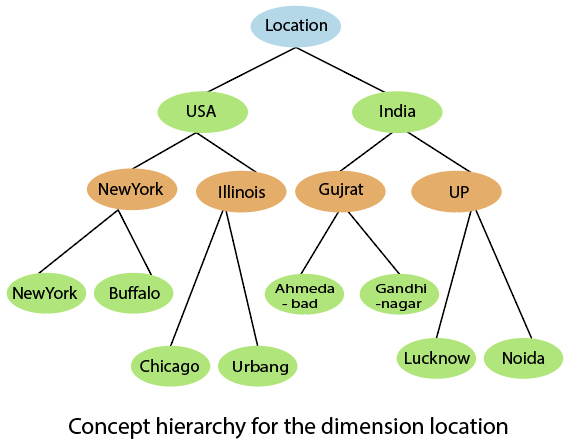 Location
USA
India
NewYork
Illinois
Gujrat
UP
NewYork
Buffalo
Ahmeda
- bad
Gandhi
-nagar
Chicago
Urbang
Lucknow
Noida
Concept hierarchy for the dimension location